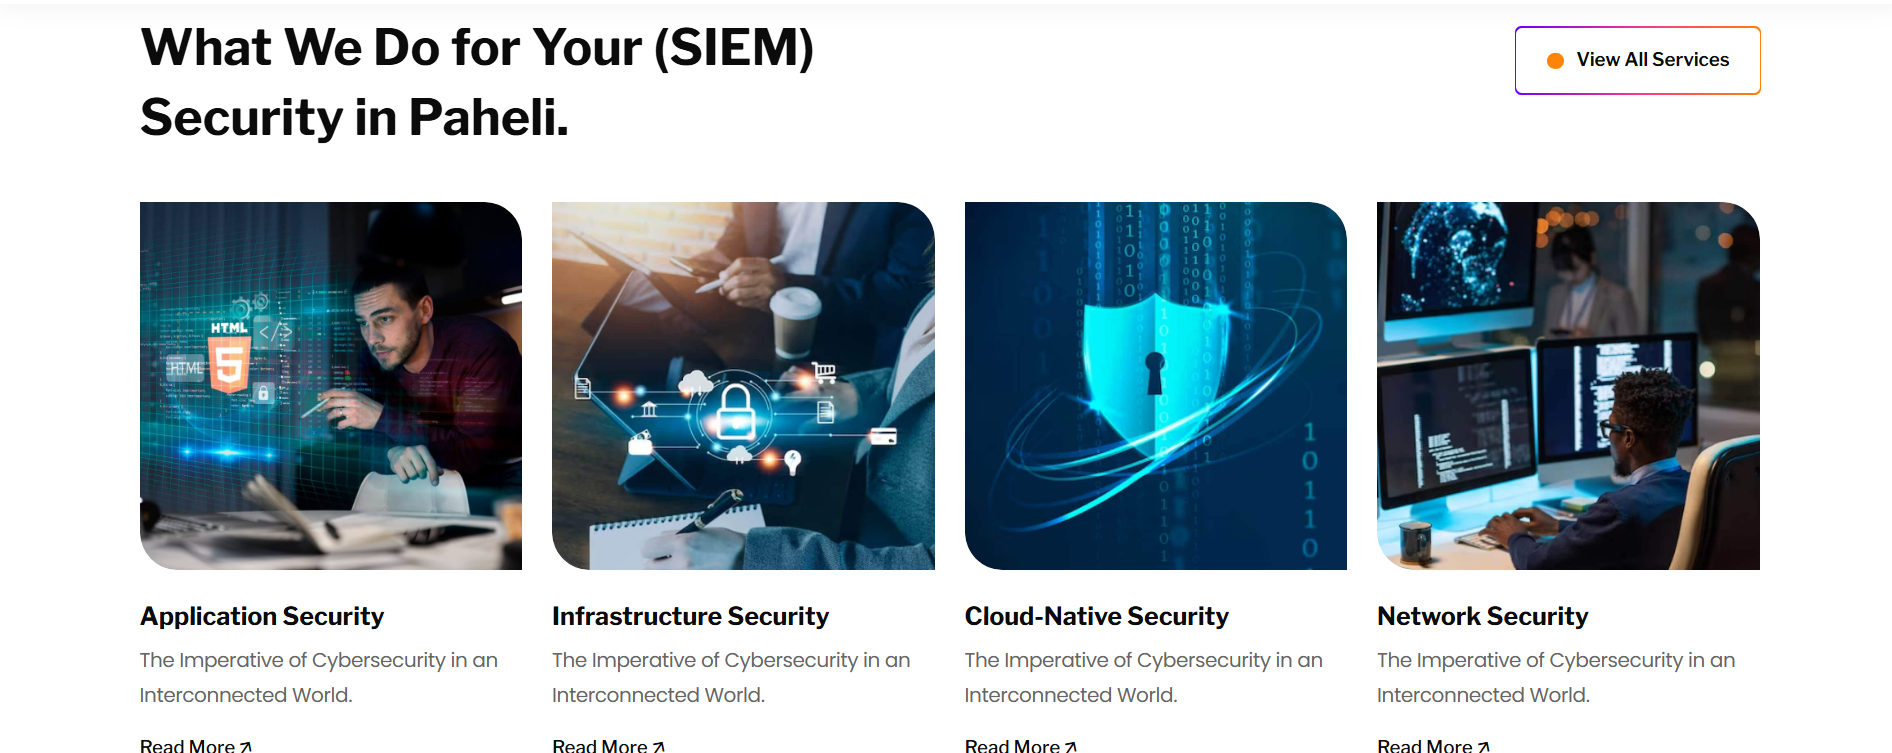 What We Do for Your (SIEM)
Security in Paheli.
View All Services
HTML
5
HTML
</>
Application Security
The Imperative of Cybersecurity in an
Interconnected World.
Read More
Infrastructure Security
The Imperative of Cybersecurity in an
Interconnected World.
Read More
Cloud-Native Security
The Imperative of Cybersecurity in an
Interconnected World.
Read More
Network Security
The Imperative of Cybersecurity in an
Interconnected World.
Read More